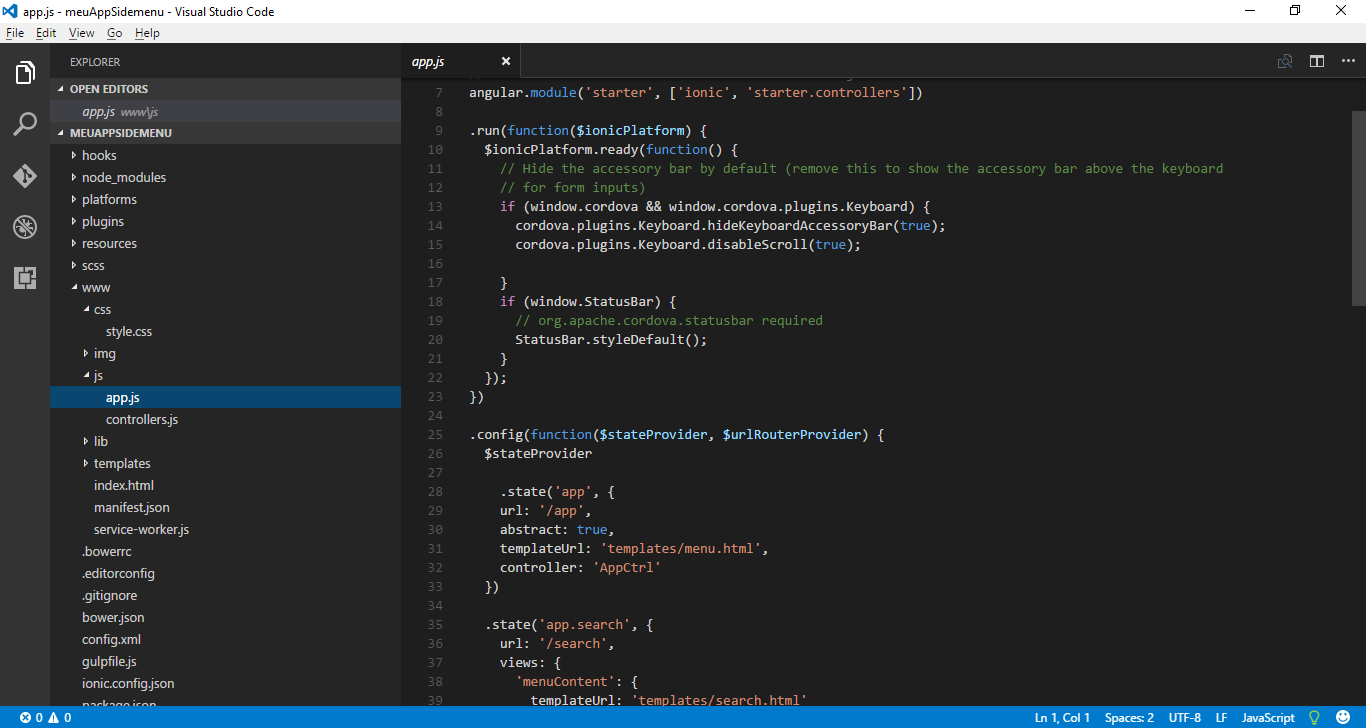 app.js - meuAppSidemenu - Visual Studio Code
File Edit View Go Help
EXPLORER
OPEN EDITORS
app.js www\js
MEUAPPSIDEMENU
hooks
node_modules
platforms
plugins
resources
scss
www
css
style.css
img
js
app.js
controllers.js
lib
templates
index.html
manifest.json
service-worker.js
.bowerrc
.editorconfig
.gitignore
bower.json
config.xml
gulpfile.js
ionic.config.json
package.json
app.js
7 angular.module('starter', ['ionic', 'starter.controllers'])
8
9 .run(function($ionicPlatform) {
10 $ionicPlatform.ready(function() {
11 // Hide the accessory bar by default (remove this to show the accessory bar above the keyboard
12 // for form inputs)
13 if (window.cordova && window.cordova.plugins.Keyboard) {
14 cordova.plugins.Keyboard.hideKeyboardAccessoryBar(true);
15 cordova.plugins.Keyboard.disableScroll(true);
16
17 }
18 if (window.StatusBar) {
19 // org.apache.cordova.statusbar required
20 StatusBar.styleDefault();
21 }
22 });
23 })
24
25 .config(function($stateProvider, $urlRouterProvider) {
26 $stateProvider
27
28 .state('app', {
29 url: '/app',
30 abstract: true,
31 templateUrl: 'templates/menu.html',
32 controller: 'AppCtrl'
33 })
34
35 .state('app.search', {
36 url: '/search',
37 views: {
38 'menuContent': {
39 templateUrl: 'templates/search.html'
0 0 Ln 1, Col 1 Spaces: 2 UTF-8 LF JavaScript